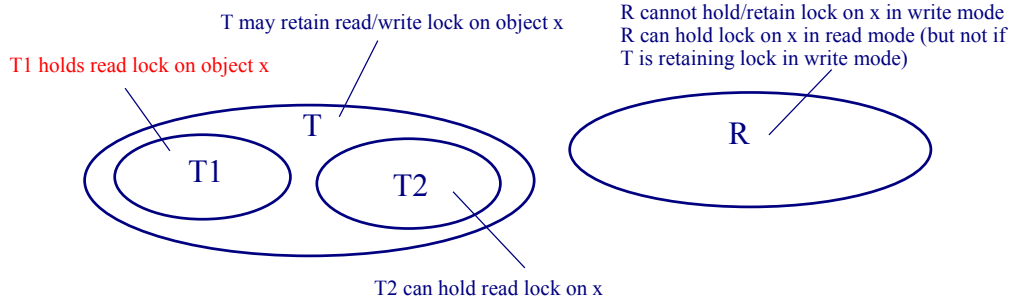 T may retain read/write lock on object x
R cannot hold/retain lock on x in write mode
R can hold lock on x in read mode (but not if
T is retaining lock in write mode)
T1 holds read lock on object x
T
R
T1
T2
T2 can hold read lock on x